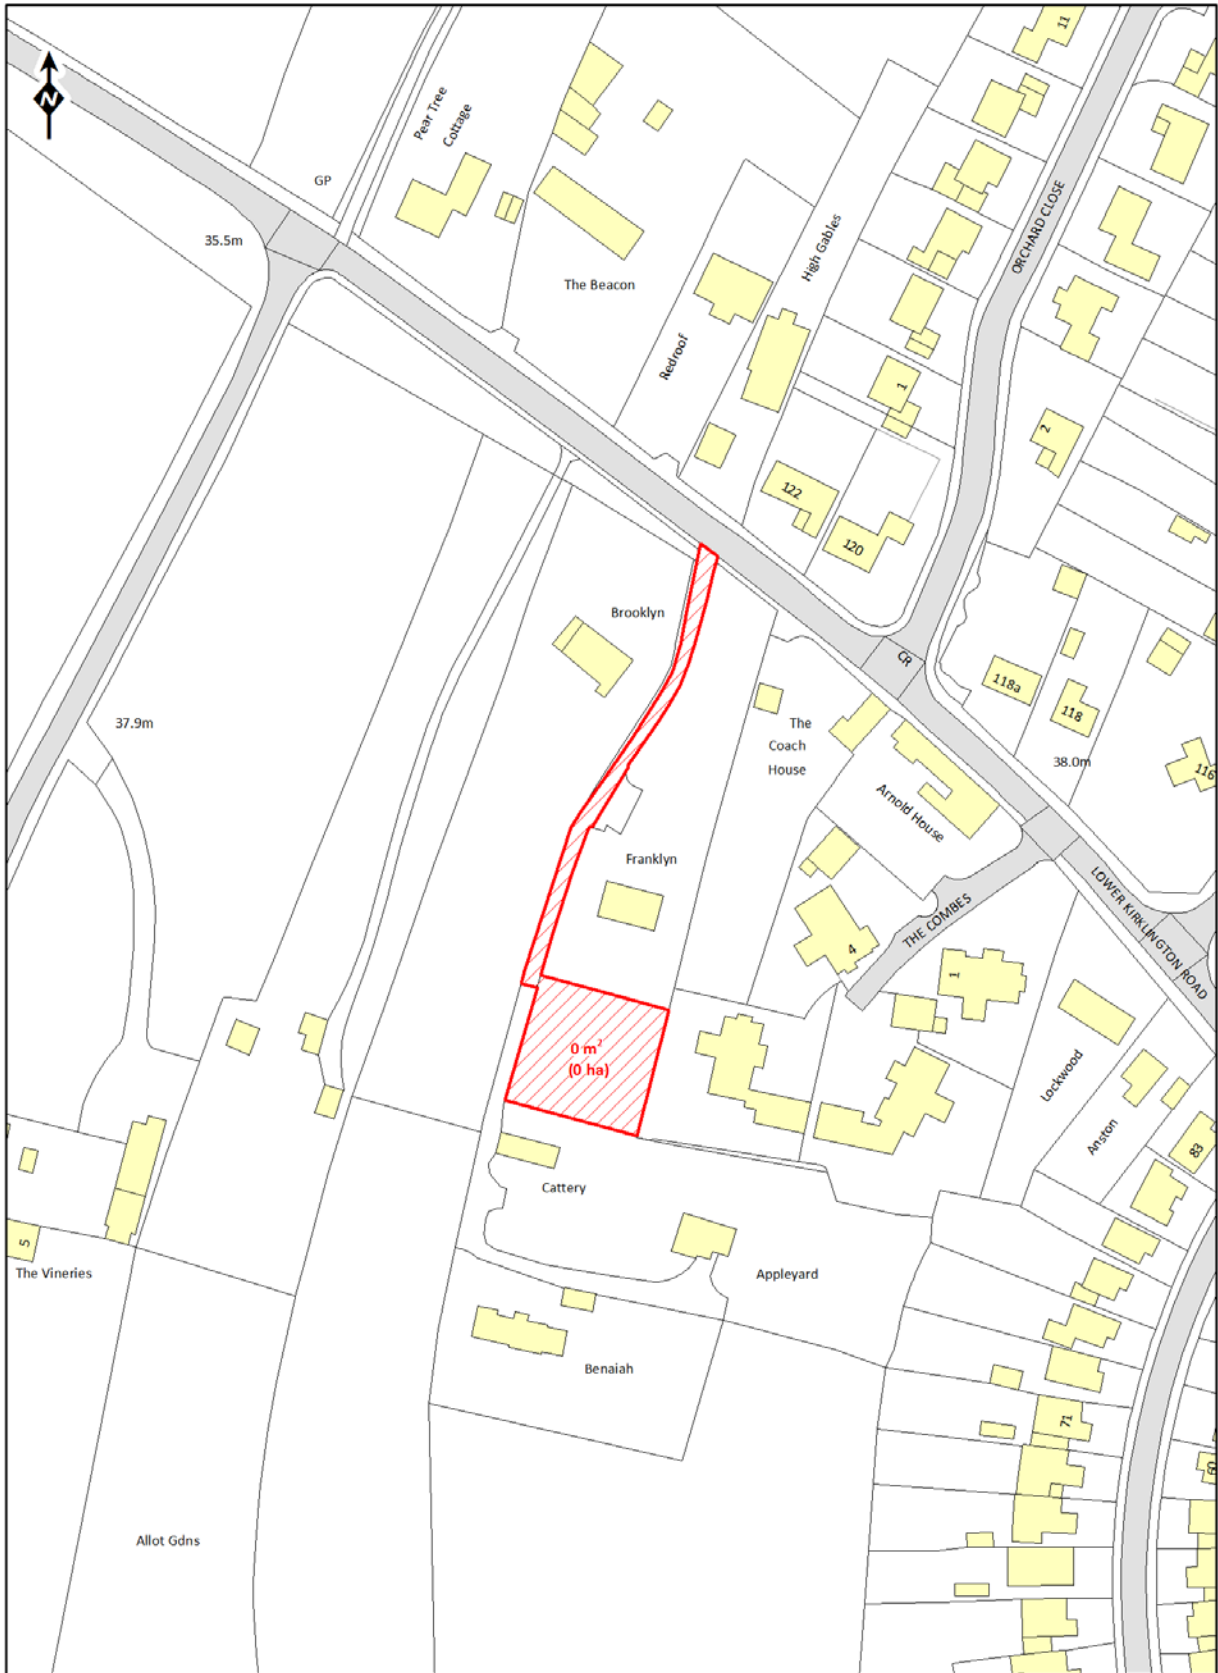 11
N
Pear Tree
Cottage
GP
35.5m
ORCHARD CLOSE
High Gables
The Beacon
Redroof
1
2
122
120
Brooklyn
CR
118a
118
37.9m
The
Coach
House
38.0m
116
Arnold House
Franklyn
LOWER KIRKLINGTON ROAD
THE COMBES
4
1
0 m²
(0 ha)
Lockwood
Anston
83
Cattery
5
The Vineries
Appleyard
Benaiah
71
60
Allot Gdns